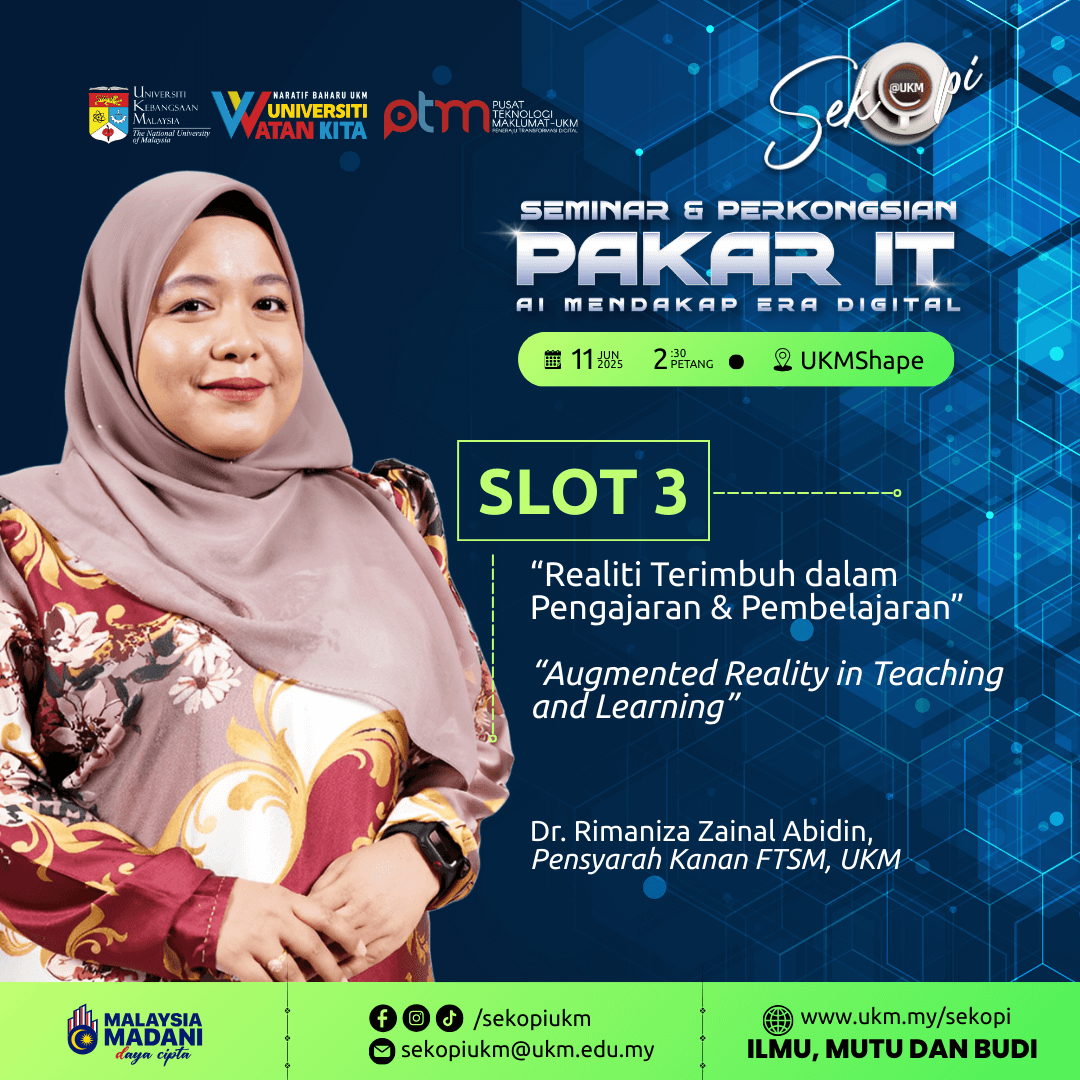 UNIVERSITI
KEBANGSAAN
MALAYSIA
The National University
of Malaysia
NARATIF BAHARU UKM
UNIVERSITI
WATAN KITA
ptm
PUSAT
TEKNOLOGI
MAKLUMAT-UKM
PENERAJU TRANSFORMASI DIGITAL
Sekopi
@UKM
SEMINAR & PERKONGSIAN
PAKAR IT
AI MENDAKAP ERA DIGITAL
11 JUN 2025 2:30 PETANG ● UKMShape
SLOT 3
“Realiti Terimbuh dalam
Pengajaran & Pembelajaran”
“Augmented Reality in Teaching
and Learning”
Dr. Rimaniza Zainal Abidin,
Pensyarah Kanan FTSM, UKM
MALAYSIA
MADANI
daya cipta
/sekopiukm
sekopiukm@ukm.edu.my
www.ukm.my/sekopi
ILMU, MUTU DAN BUDI